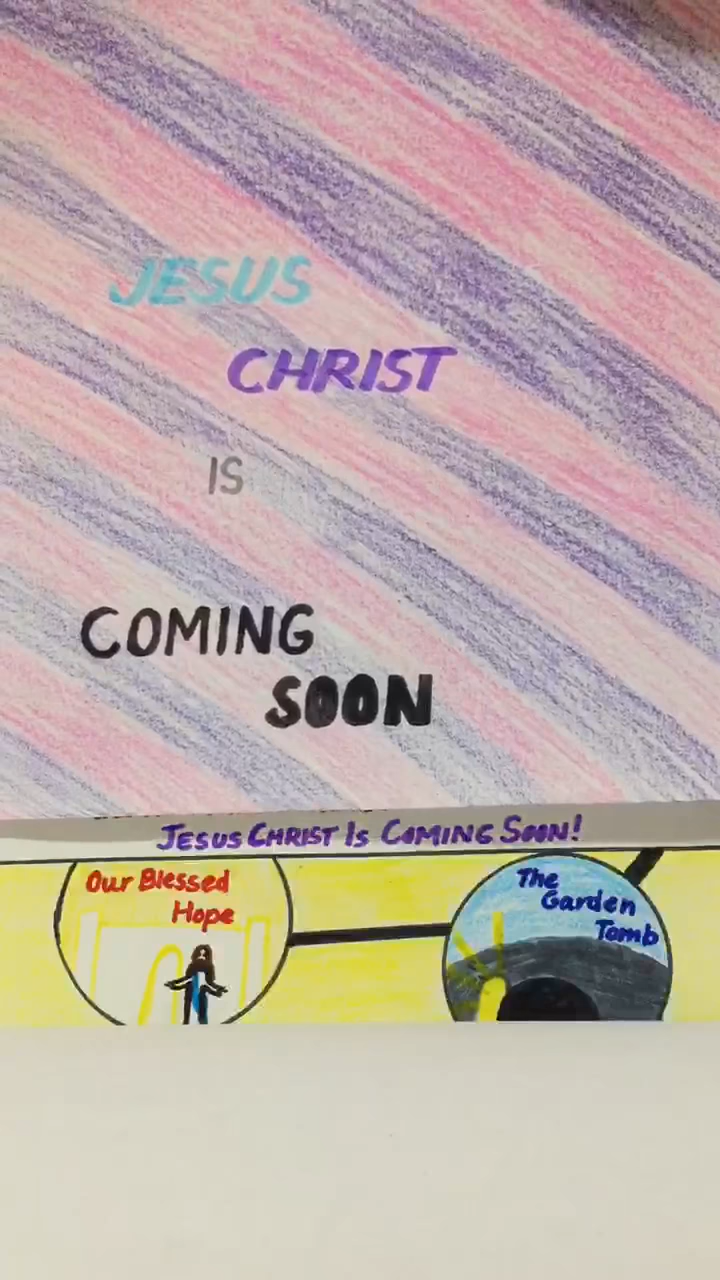 JESUS
CHRIST
IS
COMING
SOON
JESUS CHRIST IS COMING SOON!
Our Blessed
Hope
The
Garden
Tomb